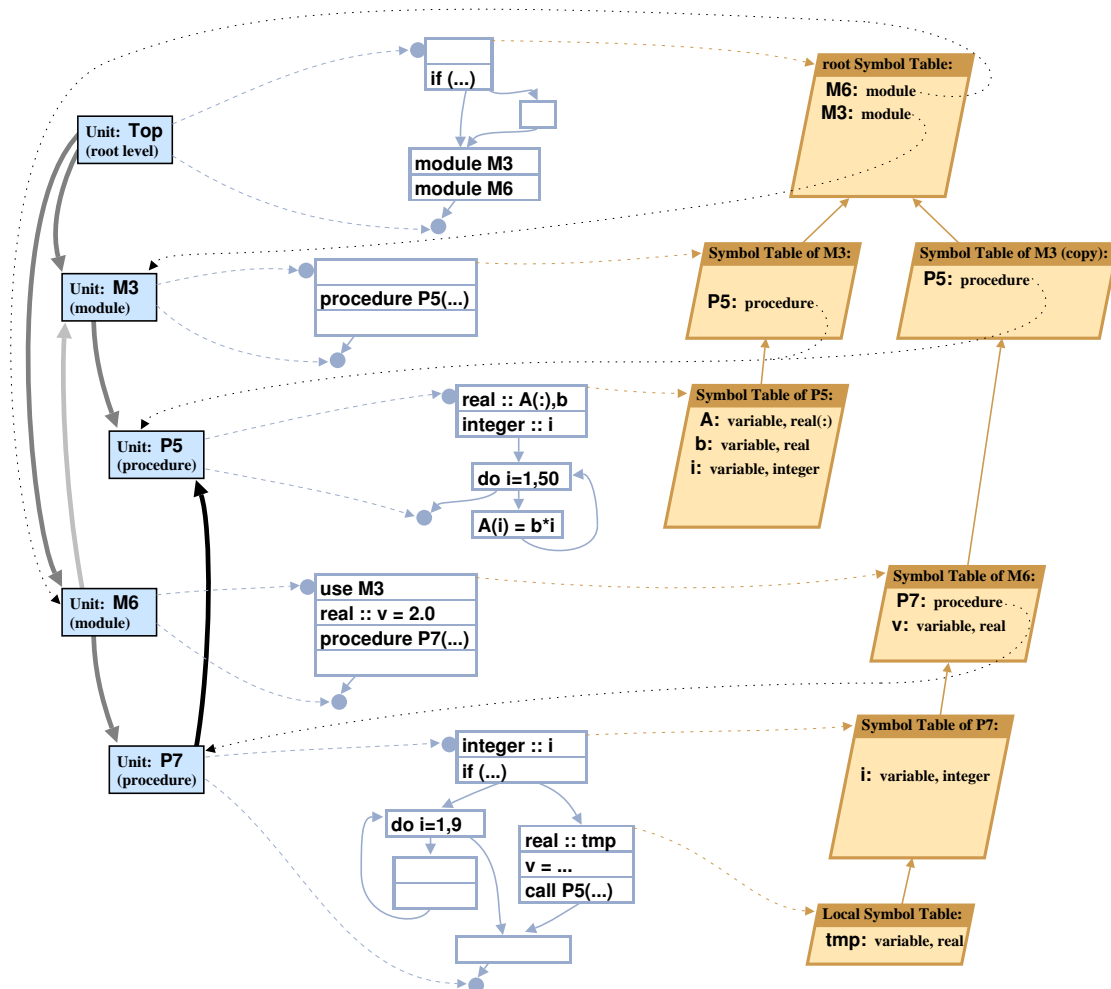 root Symbol Table:
M6: module
M3: module
if (...)
Unit: Top
(root level)
module M3
module M6
Symbol Table of M3:
P5: procedure
Symbol Table of M3 (copy):
P5: procedure
Unit: M3
(module)
procedure P5(...)
Symbol Table of P5:
A: variable, real(:)
b: variable, real
i: variable, integer
real :: A(:),b
integer :: i
Unit: P5
(procedure)
do i=1,50
A(i) = b*i
Symbol Table of M6:
P7: procedure
v: variable, real
Unit: M6
(module)
use M3
real :: v = 2.0
procedure P7(...)
Symbol Table of P7:
i: variable, integer
Unit: P7
(procedure)
integer :: i
if (...)
do i=1,9
real :: tmp
v = ...
call P5(...)
Local Symbol Table:
tmp: variable, real